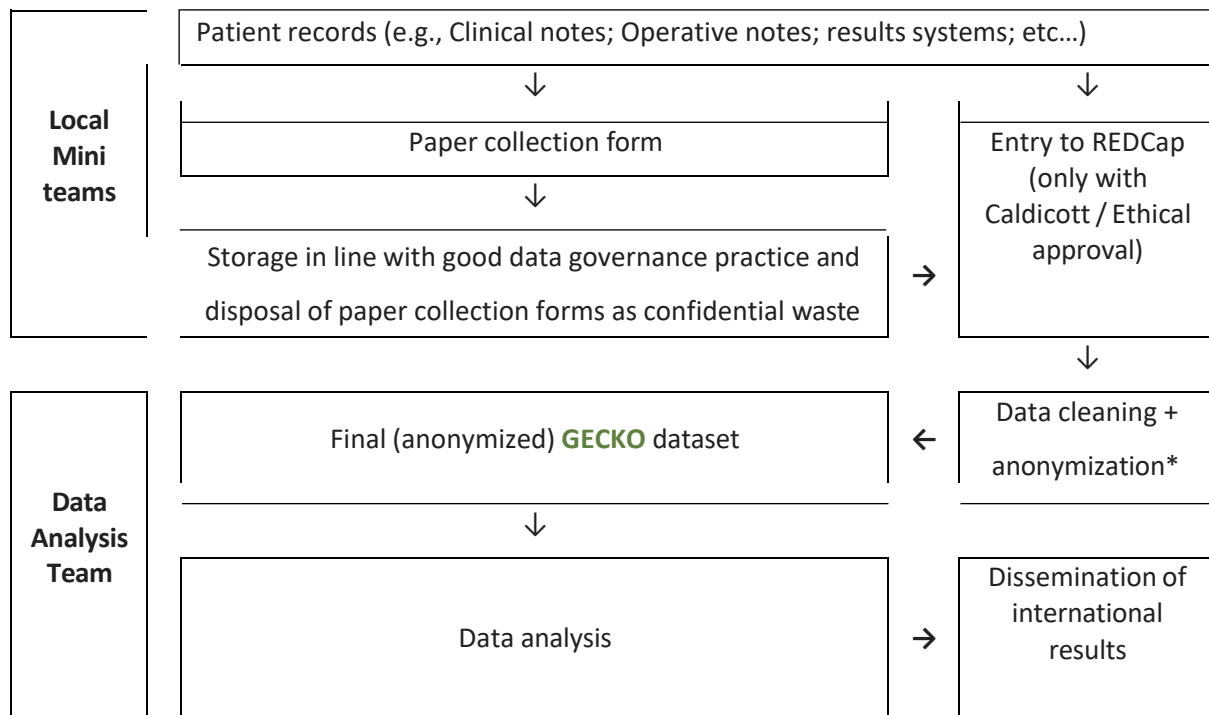 Patient records (e.g., Clinical notes; Operative notes; results systems; etc…)
↓ ↓
Local
Mini
teams
Paper collection form
↓
Storage in line with good data governance practice and
disposal of paper collection forms as confidential waste
→
Entry to REDCap
(only with
Caldicott / Ethical
approval)
↓
Data
Analysis
Team
Data cleaning +
anonymization*
←
Final (anonymized) GECKO dataset
↓
Data analysis
→
Dissemination of
international
results